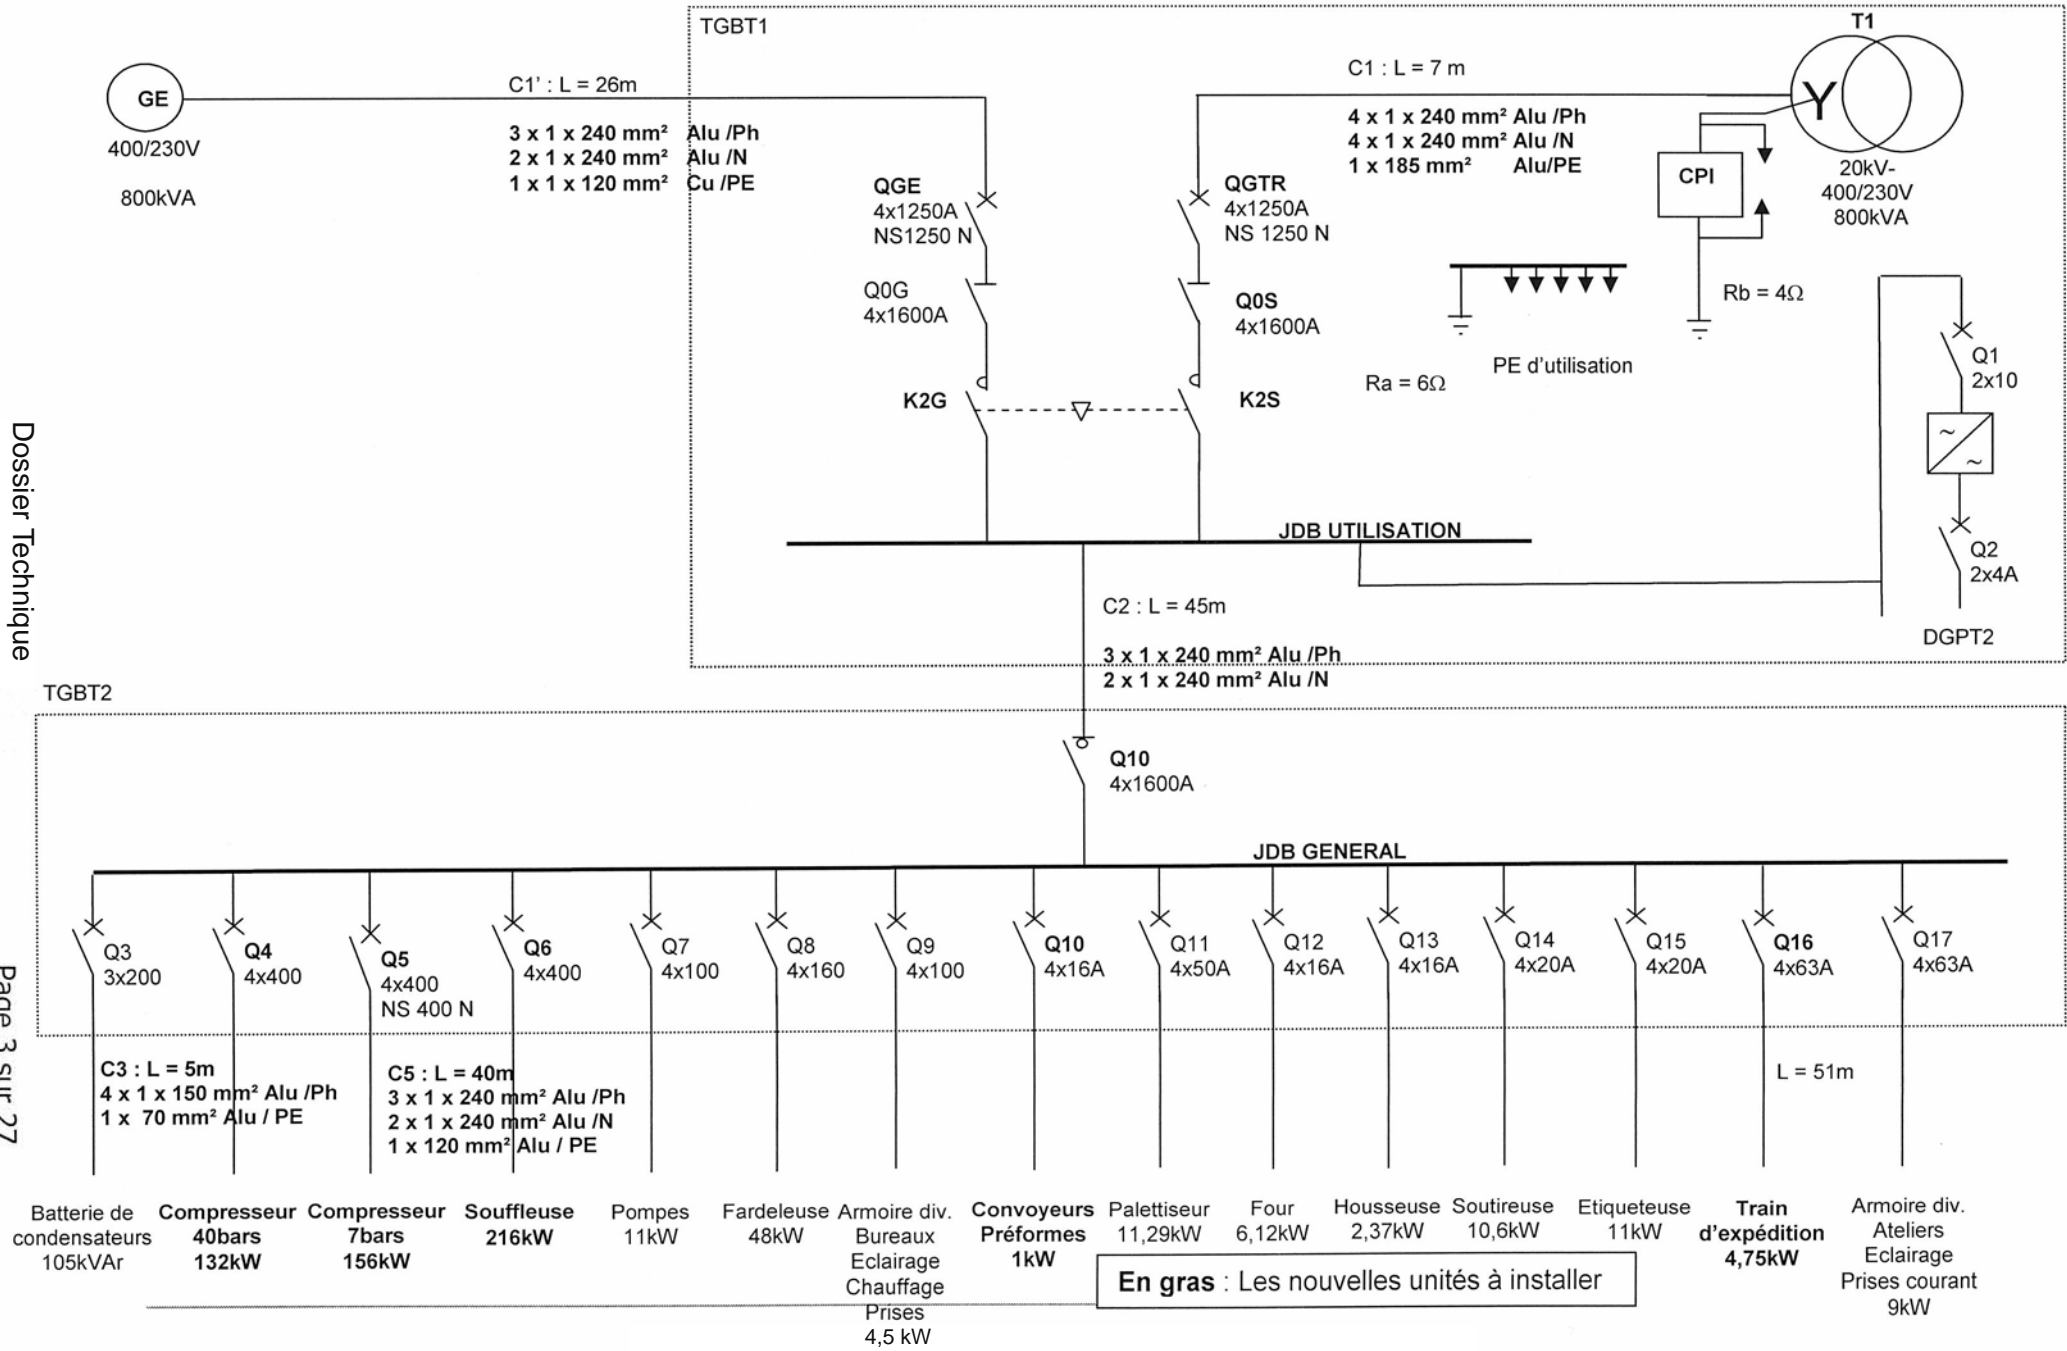 TGBT1
T1
GE
400/230V
800kVA
C1' : L = 26m
3 x 1 x 240 mm² Alu /Ph
2 x 1 x 240 mm² Alu /N
1 x 1 x 120 mm² Cu /PE
C1 : L = 7 m
4 x 1 x 240 mm² Alu /Ph
4 x 1 x 240 mm² Alu /N
1 x 185 mm² Alu/PE
Y
CPI
20kV-
400/230V
800kVA
QGE
4x1250A
NS1250 N
QGTR
4x1250A
NS 1250 N
Q0G
4x1600A
Q0S
4x1600A
Rb = 4Ω
PE d'utilisation
Ra = 6Ω
K2G
K2S
Q1
2x10
~
~
Q2
2x4A
DGPT2
JDB UTILISATION
C2 : L = 45m
3 x 1 x 240 mm² Alu /Ph
2 x 1 x 240 mm² Alu /N
Dossier Technique
TGBT2
Q10
4x1600A
JDB GENERAL
Q3
3x200
Q4
4x400
Q5
4x400
NS 400 N
Q6
4x400
Q7
4x100
Q8
4x160
Q9
4x100
Q10
4x16A
Q11
4x50A
Q12
4x16A
Q13
4x16A
Q14
4x20A
Q15
4x20A
Q16
4x63A
Q17
4x63A
C3 : L = 5m
4 x 1 x 150 mm² Alu /Ph
1 x 70 mm² Alu / PE
C5 : L = 40m
3 x 1 x 240 mm² Alu /Ph
2 x 1 x 240 mm² Alu /N
1 x 120 mm² Alu / PE
L = 51m
Page 3 sur 27
Batterie de
condensateurs
105kVAr
Compresseur
40bars
132kW
Compresseur
7bars
156kW
Souffleuse
216kW
Pompes
11kW
Fardeleuse
48kW
Armoire div.
Bureaux
Eclairage
Chauffage
Prises
4,5 kW
Convoyeurs
Préformes
1kW
Palettiseur
11,29kW
Four
6,12kW
Housseuse
2,37kW
Soutireuse
10,6kW
Etiqueteuse
11kW
Train
d'expédition
4,75kW
Armoire div.
Ateliers
Eclairage
Prises courant
9kW
En gras : Les nouvelles unités à installer